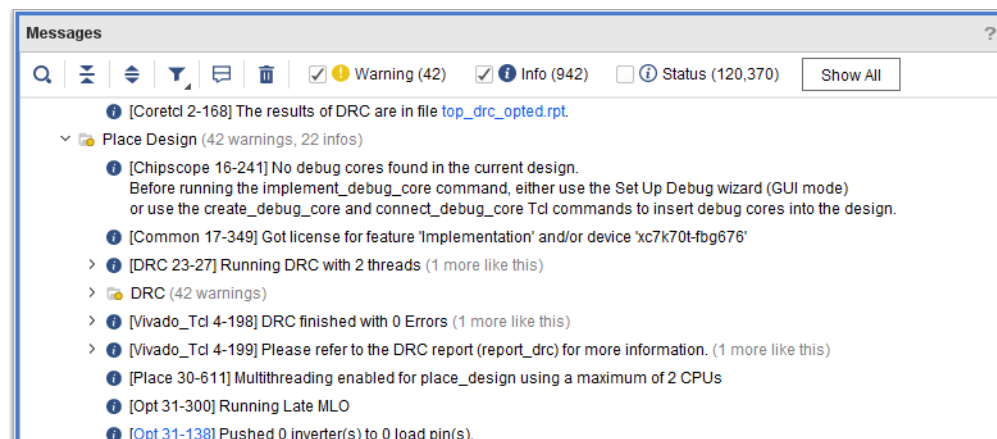 Messages
?
Warning (42) Info (942) Status (120,370) Show All
[Coretcl 2-168] The results of DRC are in file top_drc_opted.rpt.
Place Design (42 warnings, 22 infos)
[Chipscope 16-241] No debug cores found in the current design.
Before running the implement_debug_core command, either use the Set Up Debug wizard (GUI mode)
or use the create_debug_core and connect_debug_core Tcl commands to insert debug cores into the design.
[Common 17-349] Got license for feature 'Implementation' and/or device 'xc7k70t-fbg676'
[DRC 23-27] Running DRC with 2 threads (1 more like this)
DRC (42 warnings)
[Vivado_Tcl 4-198] DRC finished with 0 Errors (1 more like this)
[Vivado_Tcl 4-199] Please refer to the DRC report (report_drc) for more information. (1 more like this)
[Place 30-611] Multithreading enabled for place_design using a maximum of 2 CPUs
[Opt 31-300] Running Late MLO
[Opt 31-138] Pushed 0 inverter(s) to 0 load pin(s).